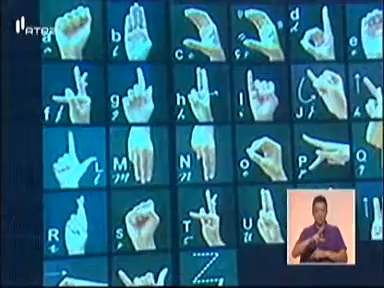 RTP2
a b c ç d e
f g h I J
L M N O P Q
R S T U
Z